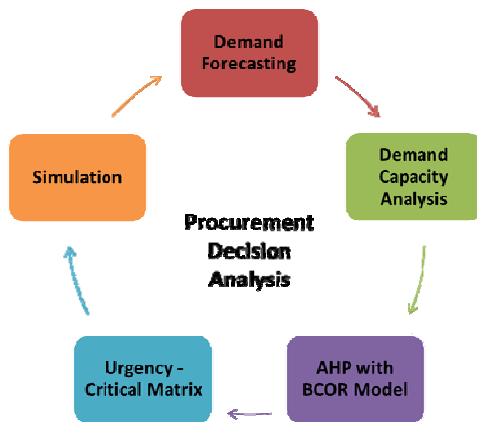 Demand
Forecasting
Demand
Capacity
Analysis
Simulation
Procurement
Decision
Analysis
Urgency -
Critical Matrix
AHP with
BCOR Model